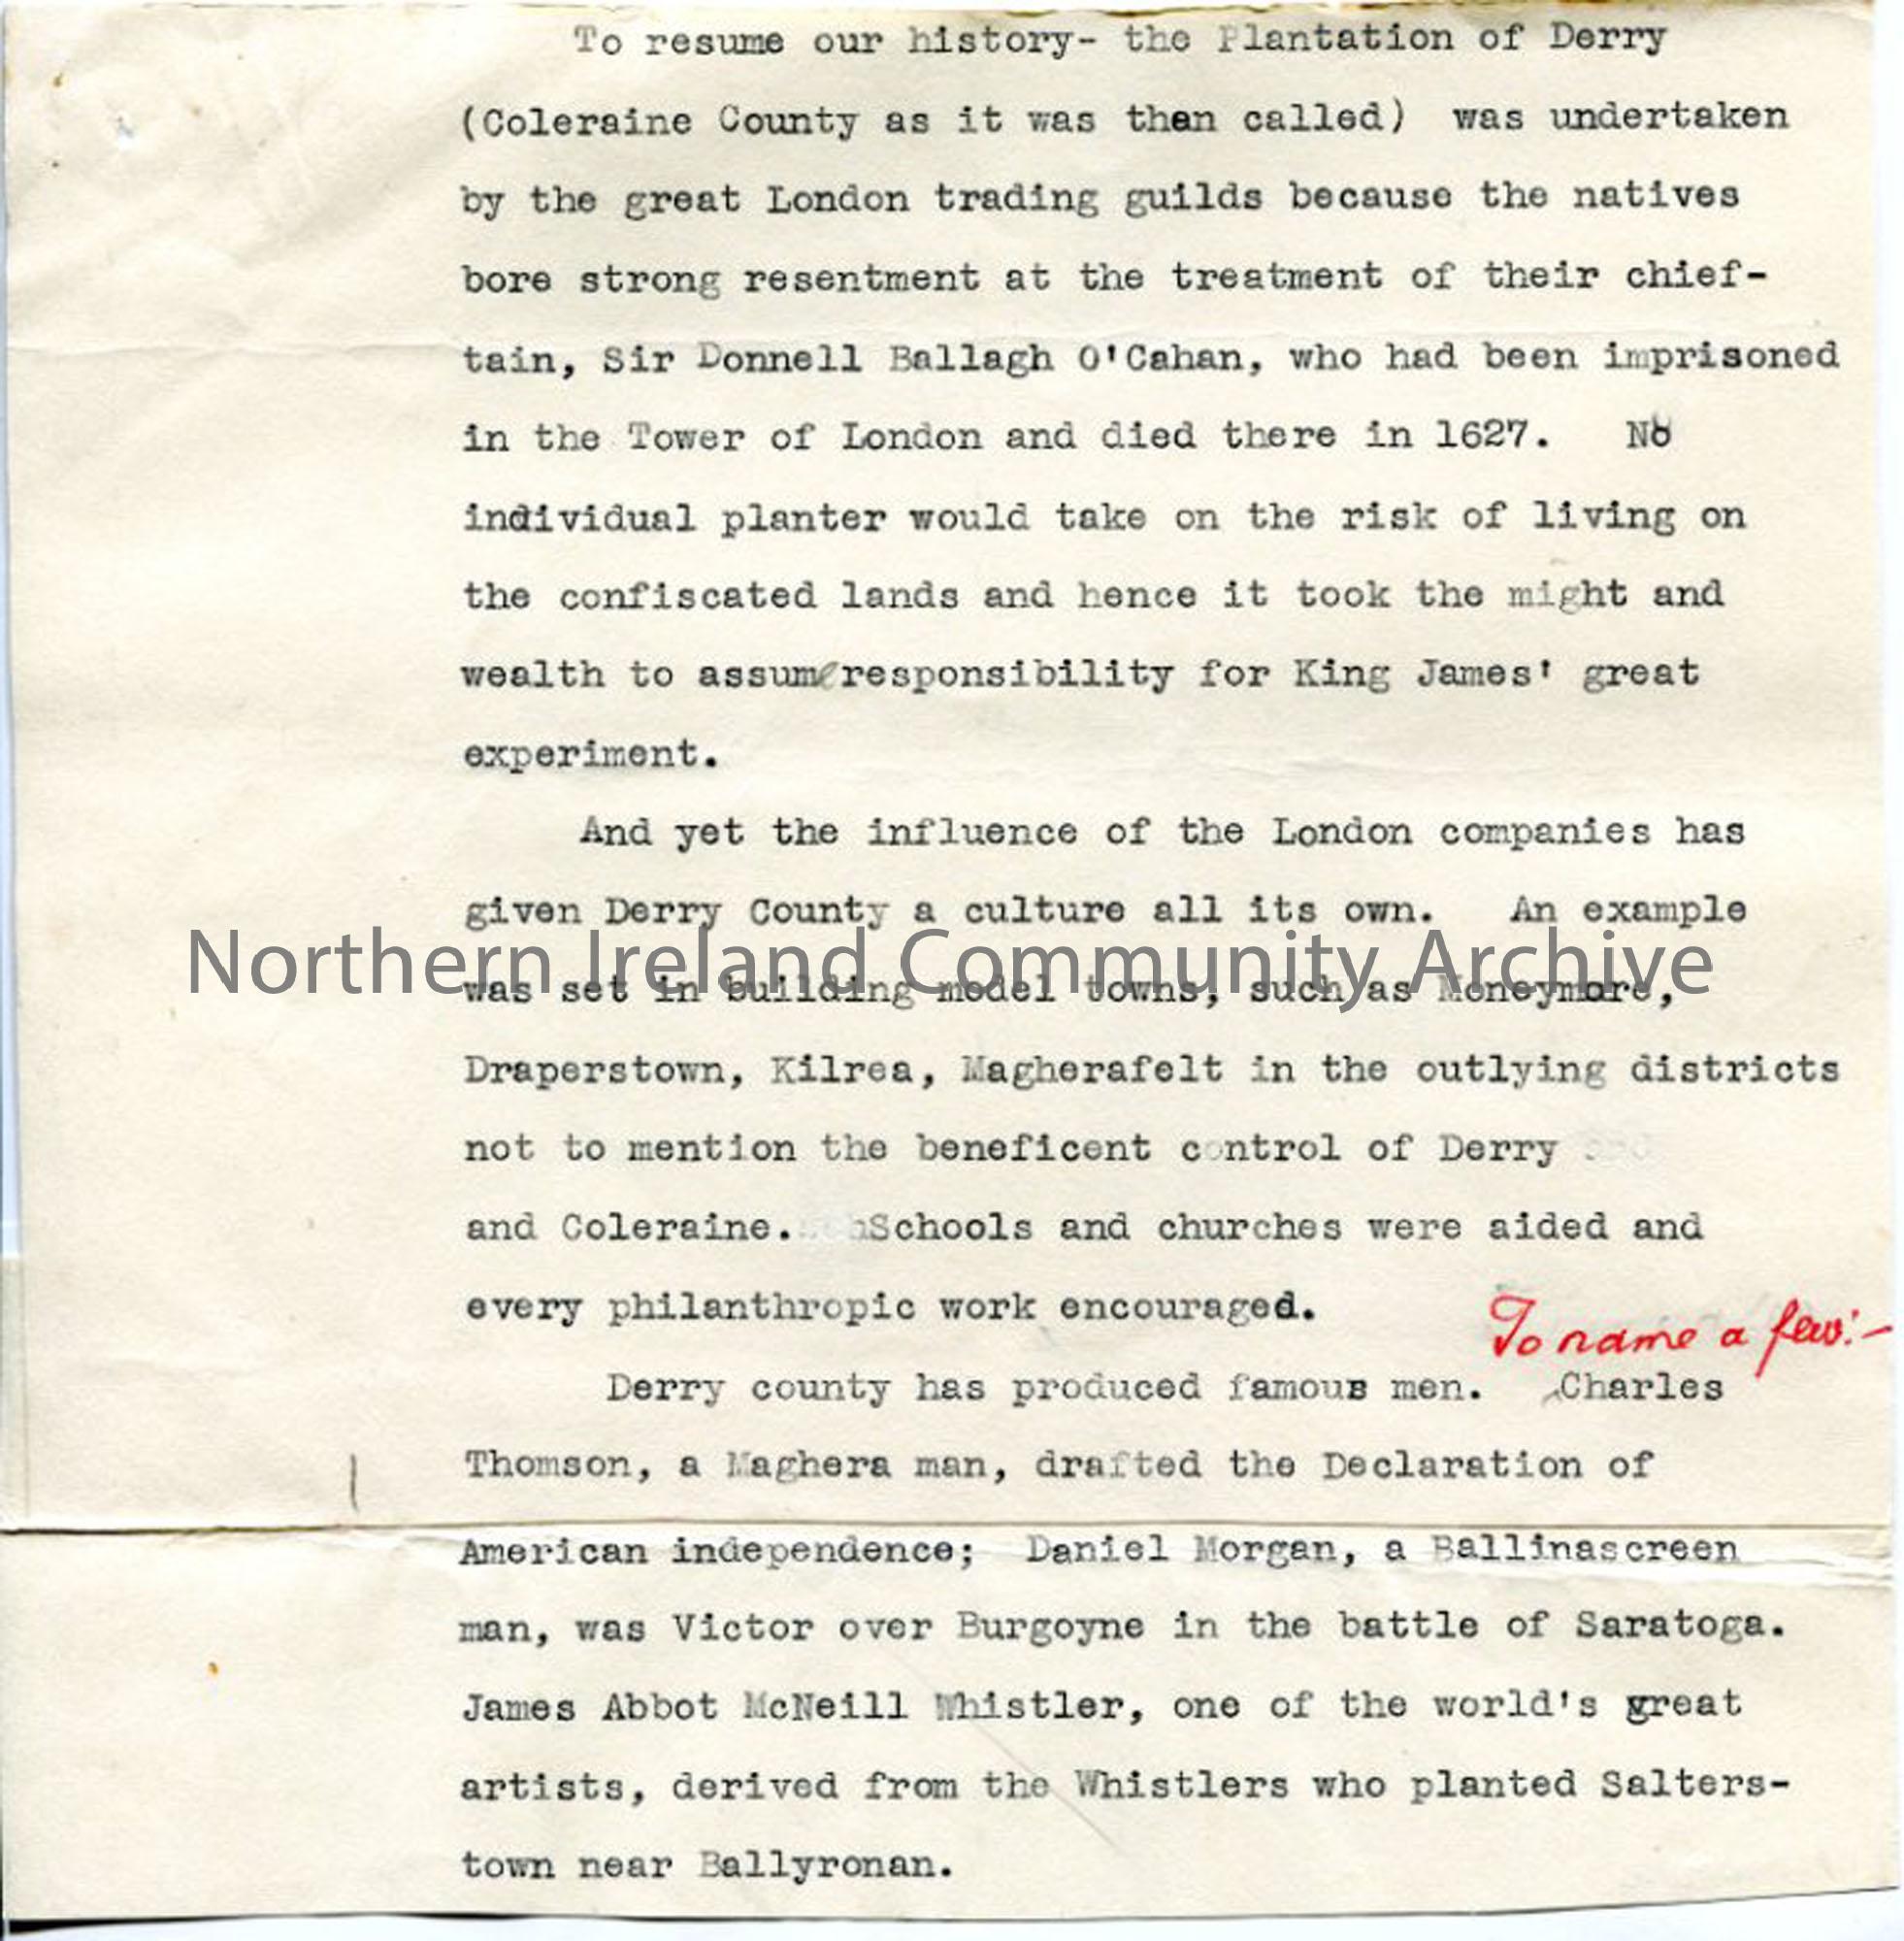 To resume our history- the Plantation of Derry
(Coleraine County as it was then called) was undertaken
by the great London trading guilds because the natives
bore strong resentment at the treatment of their chief-
tain, Sir Donnell Ballagh O'Cahan, who had been imprisoned
in the Tower of London and died there in 1627. No
individual planter would take on the risk of living on
the confiscated lands and hence it took the might and
wealth to assume responsibility for King James' great
experiment.
And yet the influence of the London companies has
given Derry County a culture all its own. An example
Northern Ireland Community Archive
was set in building model towns, such as Moneymore,
Draperstown, Kilrea, Magherafelt in the outlying districts
not to mention the beneficent control of Derry
and Coleraine. Schools and churches were aided and
every philanthropic work encouraged.
To name a few:-
Derry county has produced famous men. Charles
Thomson, a Maghera man, drafted the Declaration of
American independence; Daniel Morgan, a Ballinascreen
man, was Victor over Burgoyne in the battle of Saratoga.
James Abbot McNeill Whistler, one of the world's great
artists, derived from the Whistlers who planted Salters-
town near Ballyronan.